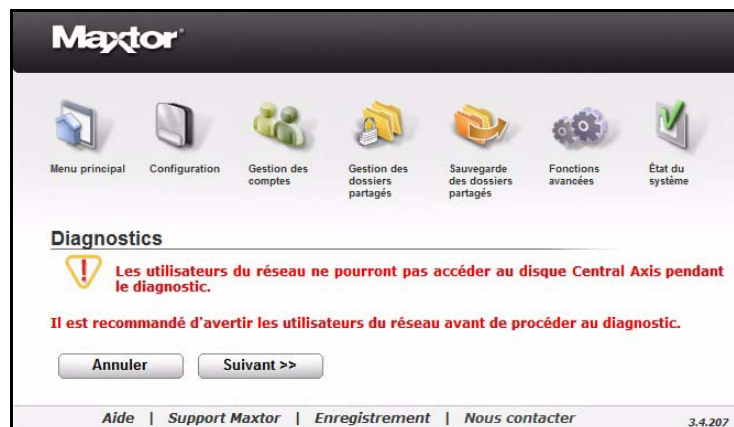 Maxtor
Menu principal
Configuration
Gestion des
comptes
Gestion des
dossiers
partagés
Sauvegarde
des dossiers
partagés
Fonctions
avancées
État du
système
Diagnostics
Les utilisateurs du réseau ne pourront pas accéder au disque Central Axis pendant
le diagnostic.
Il est recommandé d'avertir les utilisateurs du réseau avant de procéder au diagnostic.
Annuler
Suivant >>
Aide | Support Maxtor | Enregistrement | Nous contacter
3.4.207